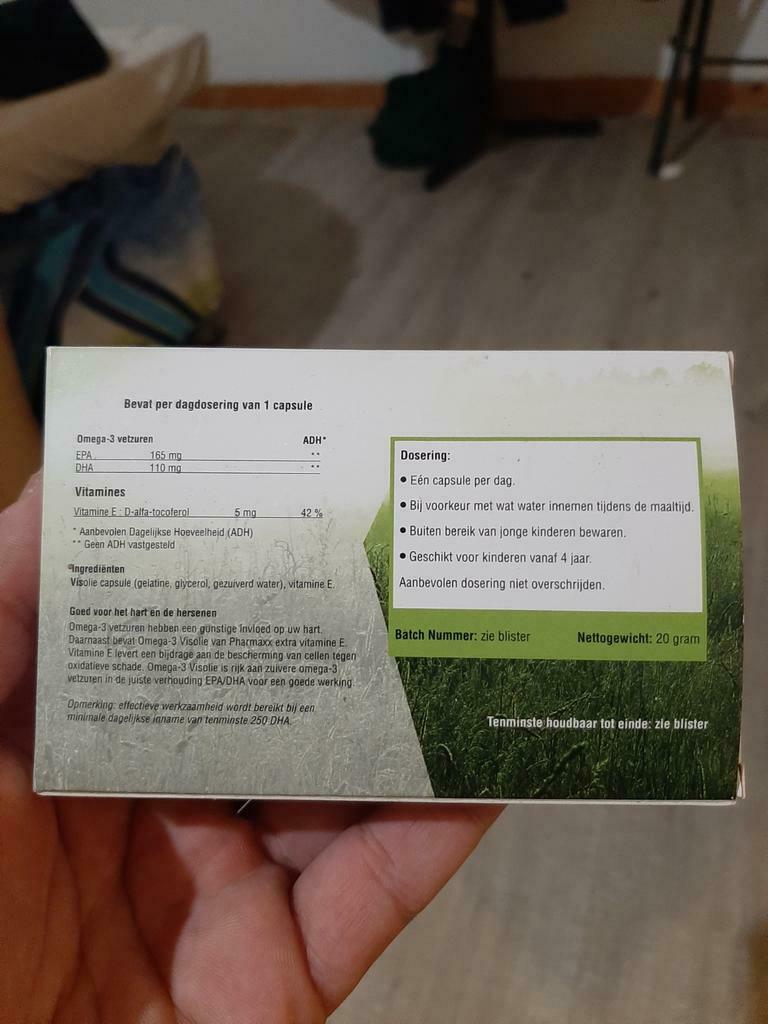 Bevat per dagdosering van 1 capsule
Omega-3 vetzuren ADH*
EPA 165 mg **
DHA 110 mg **
Vitamines
Vitamine E : D-alfa-tocoferol 5 mg 42 %
* Aanbevolen Dagelijkse Hoeveelheid (ADH)
** Geen ADH vastgesteld
Ingrediënten
Visolie capsule (gelatine, glycerol, gezuiverd water), vitamine E.
Goed voor het hart en de hersenen
Omega-3 vetzuren hebben een gunstige invloed op uw hart.
Daarnaast bevat Omega-3 Visolie van Pharmaxx extra vitamine E.
Vitamine E levert een bijdrage aan de bescherming van cellen tegen
oxidatieve schade. Omega-3 Visolie is rijk aan zuivere omega-3
vetzuren in de juiste verhouding EPA/DHA voor een goede werking.
Opmerking: effectieve werkzaamheid wordt bereikt bij een
minimale dagelijkse inname van tenminste 250 DHA.
Dosering:
• Eén capsule per dag.
• Bij voorkeur met wat water innemen tijdens de maaltijd.
• Buiten bereik van jonge kinderen bewaren.
• Geschikt voor kinderen vanaf 4 jaar.
Aanbevolen dosering niet overschrijden.
Batch Nummer: zie blister Nettogewicht: 20 gram
Tenminste houdbaar tot einde: zie blister